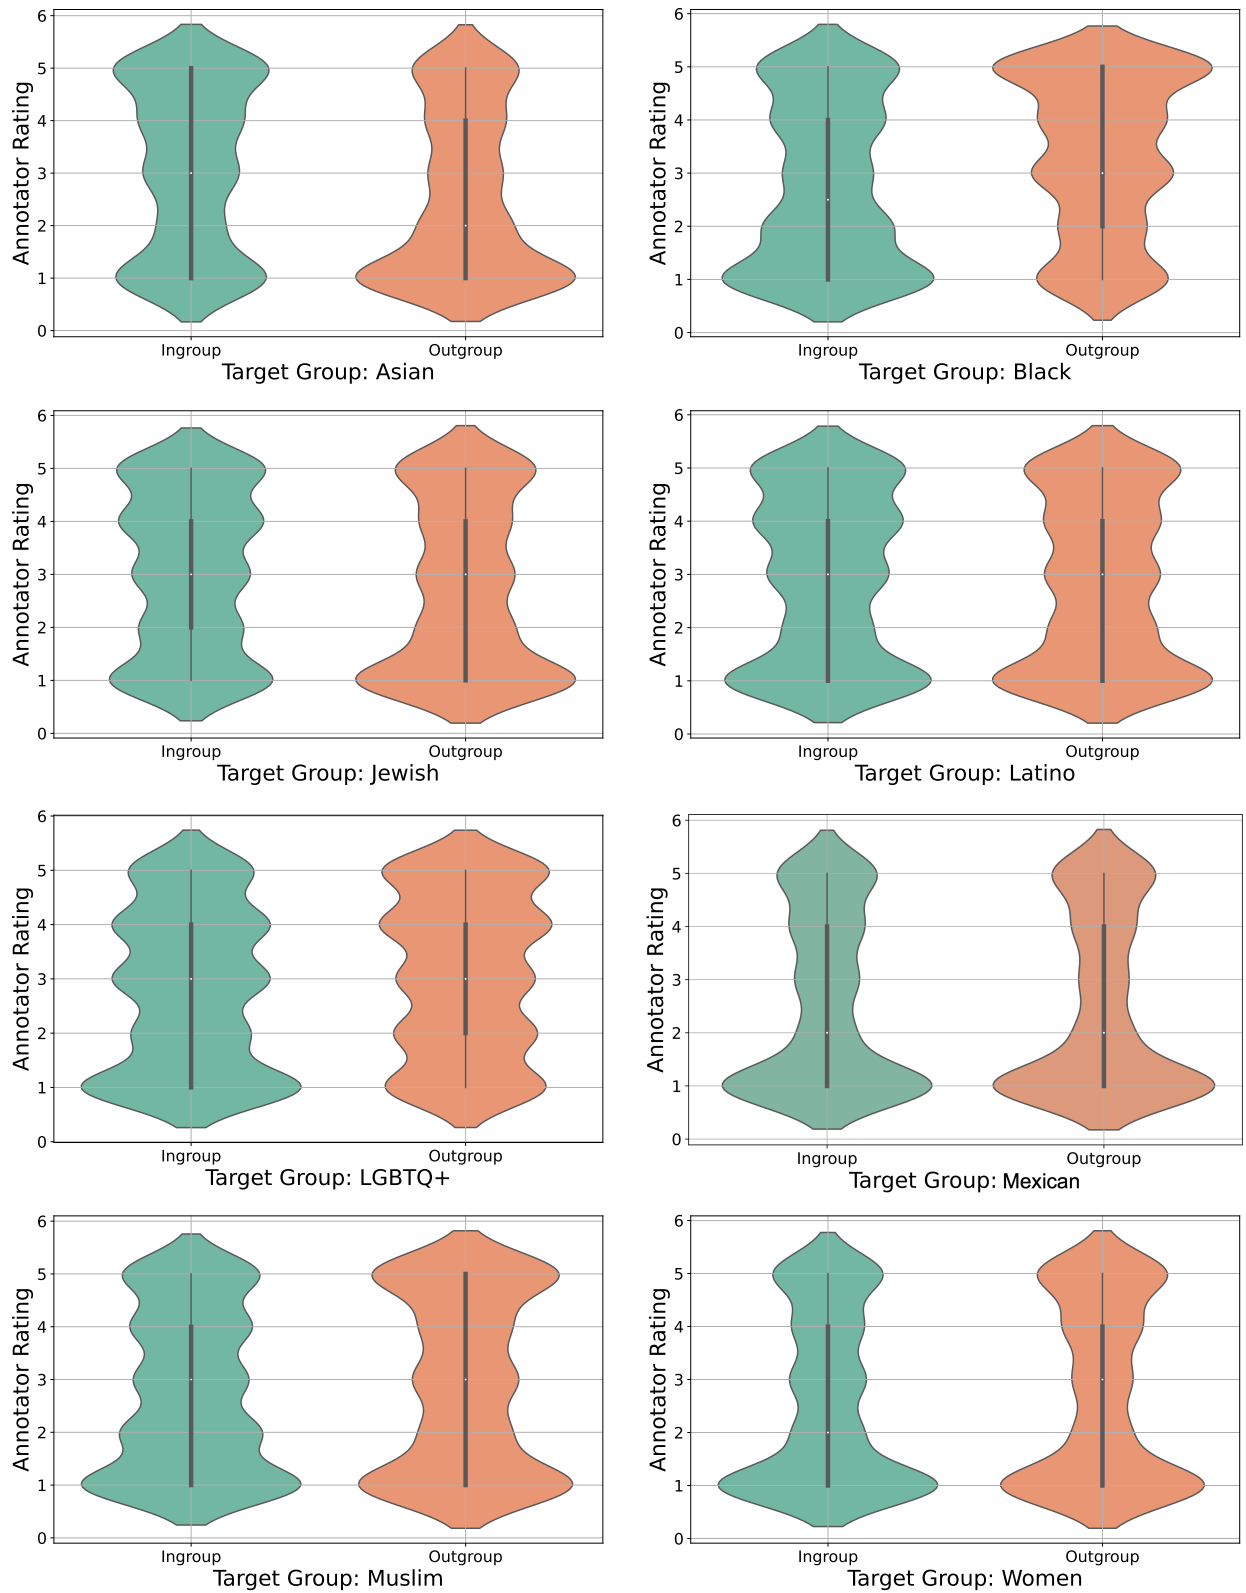 6
5
4
3
2
1
0
Annotator Rating
Ingroup
Outgroup
Target Group: Asian
6
5
4
3
2
1
0
Annotator Rating
Ingroup
Outgroup
Target Group: Black
6
5
4
3
2
1
0
Annotator Rating
Ingroup
Outgroup
Target Group: Jewish
6
5
4
3
2
1
0
Annotator Rating
Ingroup
Outgroup
Target Group: Latino
6
5
4
3
2
1
0
Annotator Rating
Ingroup
Outgroup
Target Group: LGBTQ+
6
5
4
3
2
1
0
Annotator Rating
Ingroup
Outgroup
Target Group: Mexican
6
5
4
3
2
1
0
Annotator Rating
Ingroup
Outgroup
Target Group: Muslim
6
5
4
3
2
1
0
Annotator Rating
Ingroup
Outgroup
Target Group: Women